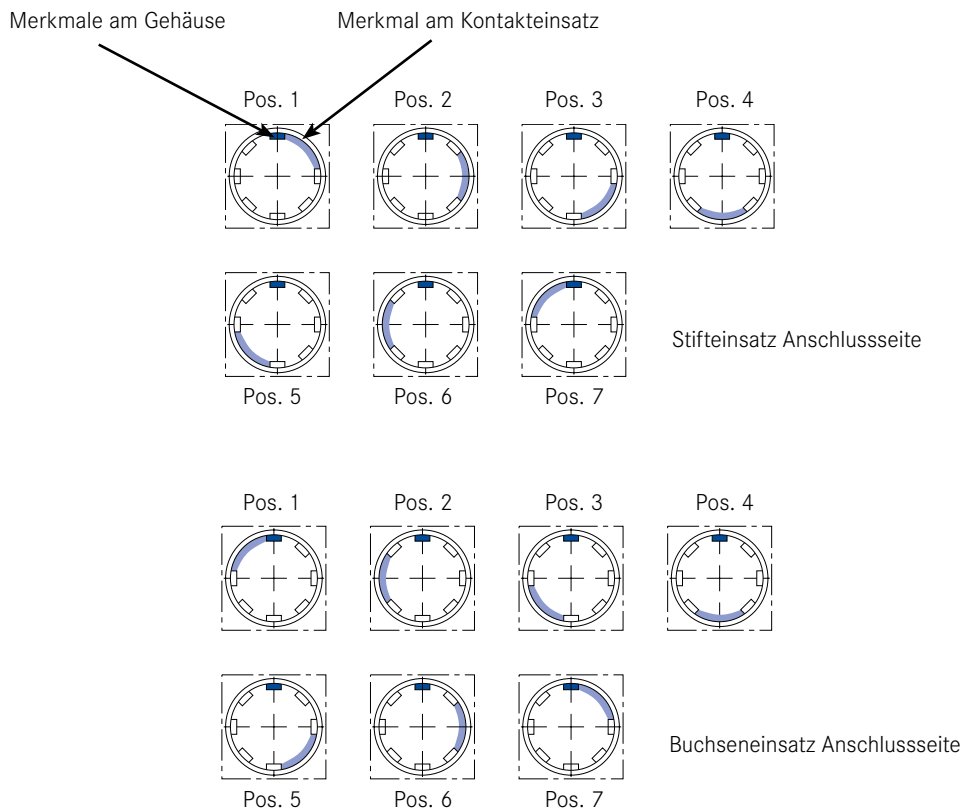 Merkmale am Gehäuse Merkmal am Kontakteinsatz
Pos. 1 Pos. 2 Pos. 3 Pos. 4
Stifteinsatz Anschlussseite
Pos. 5 Pos. 6 Pos. 7
Pos. 1 Pos. 2 Pos. 3 Pos. 4
Buchseneinsatz Anschlussseite
Pos. 5 Pos. 6 Pos. 7